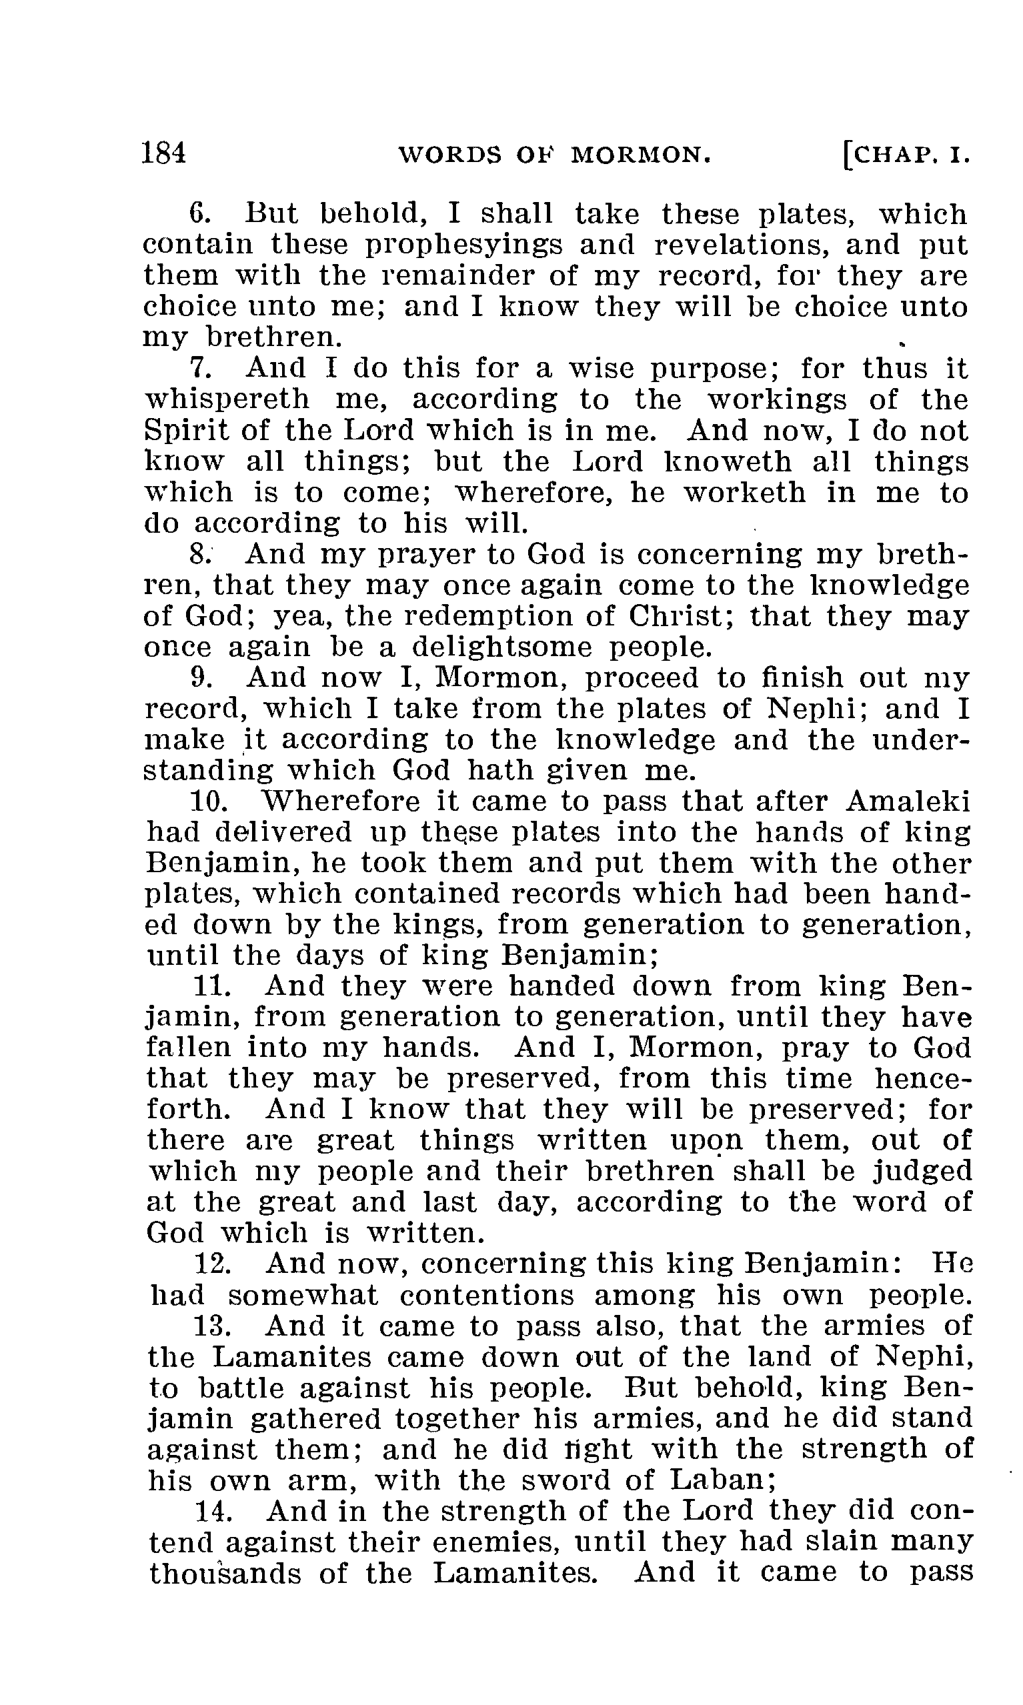 184 WORDS OF MORMON. [CHAP. I.
6. But behold, I shall take these plates, which
contain these prophesyings and revelations, and put
them with the remainder of my record, for they are
choice unto me; and I know they will be choice unto
my brethren.
7. And I do this for a wise purpose; for thus it
whispereth me, according to the workings of the
Spirit of the Lord which is in me. And now, I do not
know all things; but the Lord knoweth all things
which is to come; wherefore, he worketh in me to
do according to his will.
8. And my prayer to God is concerning my breth-
ren, that they may once again come to the knowledge
of God; yea, the redemption of Christ; that they may
once again be a delightsome people.
9. And now I, Mormon, proceed to finish out my
record, which I take from the plates of Nephi; and I
make it according to the knowledge and the under-
standing which God hath given me.
10. Wherefore it came to pass that after Amaleki
had delivered up these plates into the hands of king
Benjamin, he took them and put them with the other
plates, which contained records which had been hand-
ed down by the kings, from generation to generation,
until the days of king Benjamin;
11. And they were handed down from king Ben-
jamin, from generation to generation, until they have
fallen into my hands. And I, Mormon, pray to God
that they may be preserved, from this time hence-
forth. And I know that they will be preserved; for
there are great things written upon them, out of
which my people and their brethren shall be judged
at the great and last day, according to the word of
God which is written.
12. And now, concerning this king Benjamin: He
had somewhat contentions among his own people.
13. And it came to pass also, that the armies of
the Lamanites came down out of the land of Nephi,
to battle against his people. But behold, king Ben-
jamin gathered together his armies, and he did stand
against them; and he did fight with the strength of
his own arm, with the sword of Laban;
14. And in the strength of the Lord they did con-
tend against their enemies, until they had slain many
thousands of the Lamanites. And it came to pass